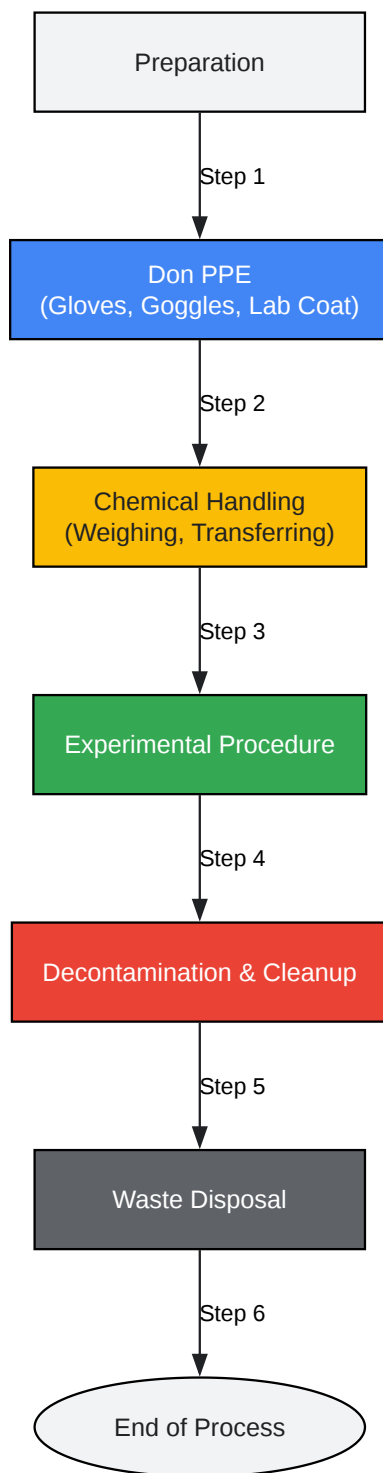 Preparation
Step 1
Don PPE
(Gloves, Goggles, Lab Coat)
Step 2
Chemical Handling
(Weighing, Transferring)
Step 3
Experimental Procedure
Step 4
Decontamination & Cleanup
Step 5
Waste Disposal
Step 6
End of Process